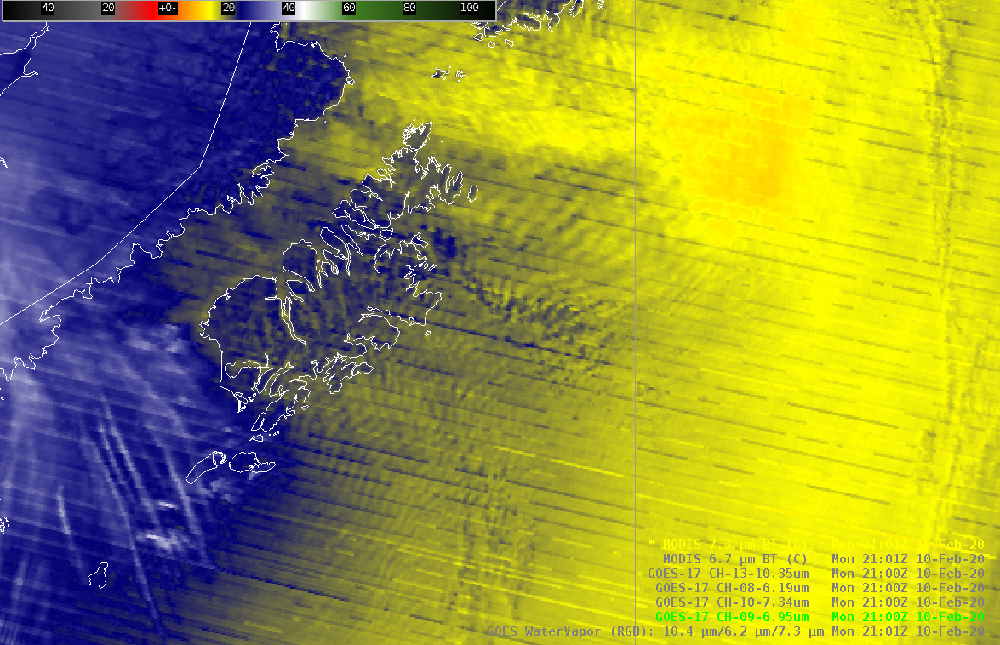 40 20 +0- 20 40 60 80 100
* MODIS 7.3 µm BT (C) Mon 21:01Z 10-Feb-20
MODIS 6.7 µm BT (C) Mon 21:01Z 10-Feb-20
GOES-17 CH-13-10.35um Mon 21:00Z 10-Feb-20
GOES-17 CH-08-6.19um Mon 21:00Z 10-Feb-20
GOES-17 CH-10-7.34um Mon 21:00Z 10-Feb-20
GOES-17 CH-09-6.95um Mon 21:00Z 10-Feb-20
GOES WaterVapor (RGB): 10.4 µm/6.2 µm/7.3 µm Mon 21:01Z 10-Feb-20